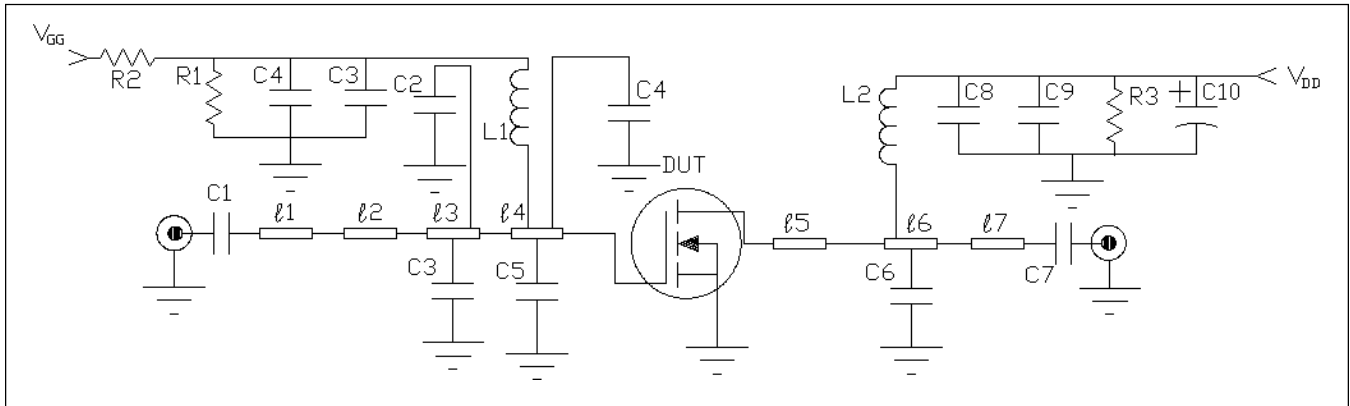 VGG
R2
R1
C4
C3
C2
L1
C4
DUT
L2
C8
C9
R3
+
C10
VDD
C1
ℓ1
ℓ2
ℓ3
ℓ4
C3
C5
ℓ5
ℓ6
ℓ7
C6
C7